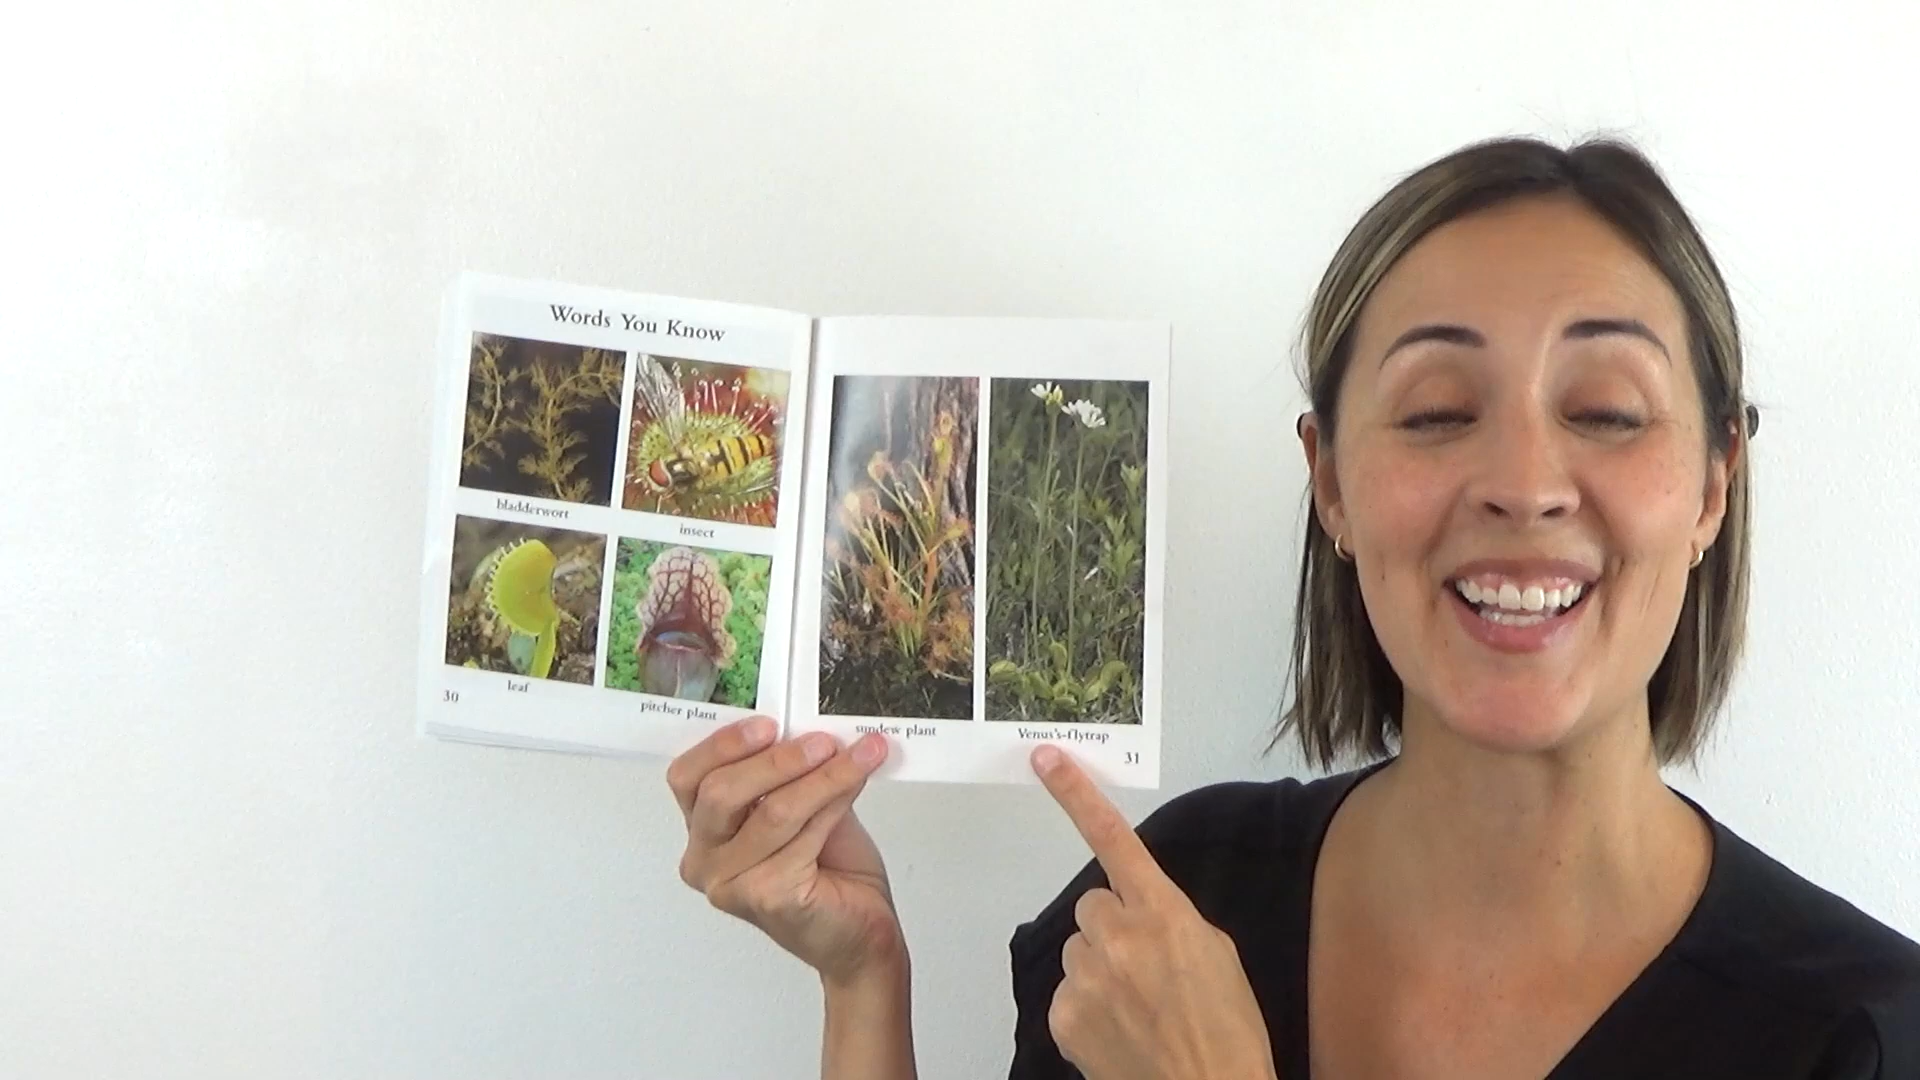 Words You Know
bladderwort
insect
leaf
pitcher plant
30
sundew plant
Venus's-flytrap
31